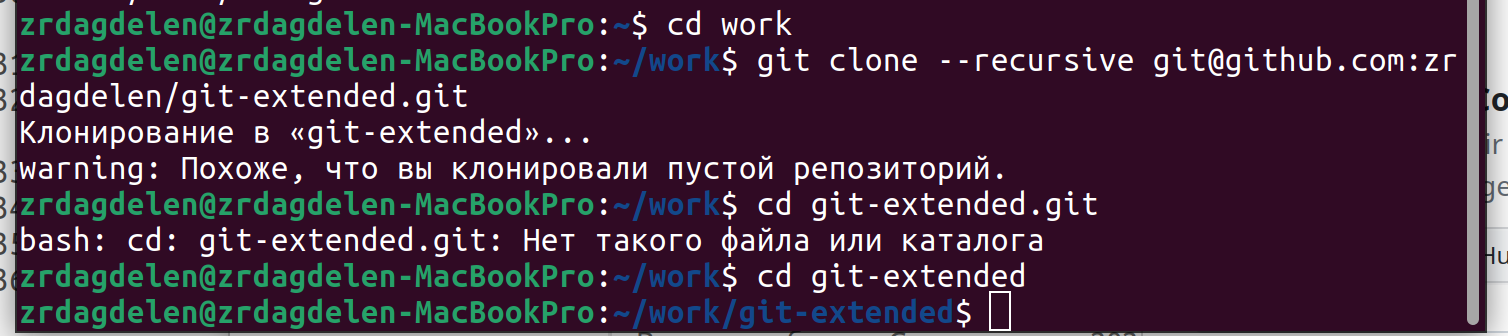 zrdagdelen@zrdagdelen-MacBookPro:~$ cd work
zrdagdelen@zrdagdelen-MacBookPro:~/work$ git clone --recursive git@github.com:zr
dagdelen/git-extended.git
Клонирование в «git-extended»...
warning: Похоже, что вы клонировали пустой репозиторий.
zrdagdelen@zrdagdelen-MacBookPro:~/work$ cd git-extended.git
bash: cd: git-extended.git: Нет такого файла или каталога
zrdagdelen@zrdagdelen-MacBookPro:~/work$ cd git-extended
zrdagdelen@zrdagdelen-MacBookPro:~/work/git-extended$